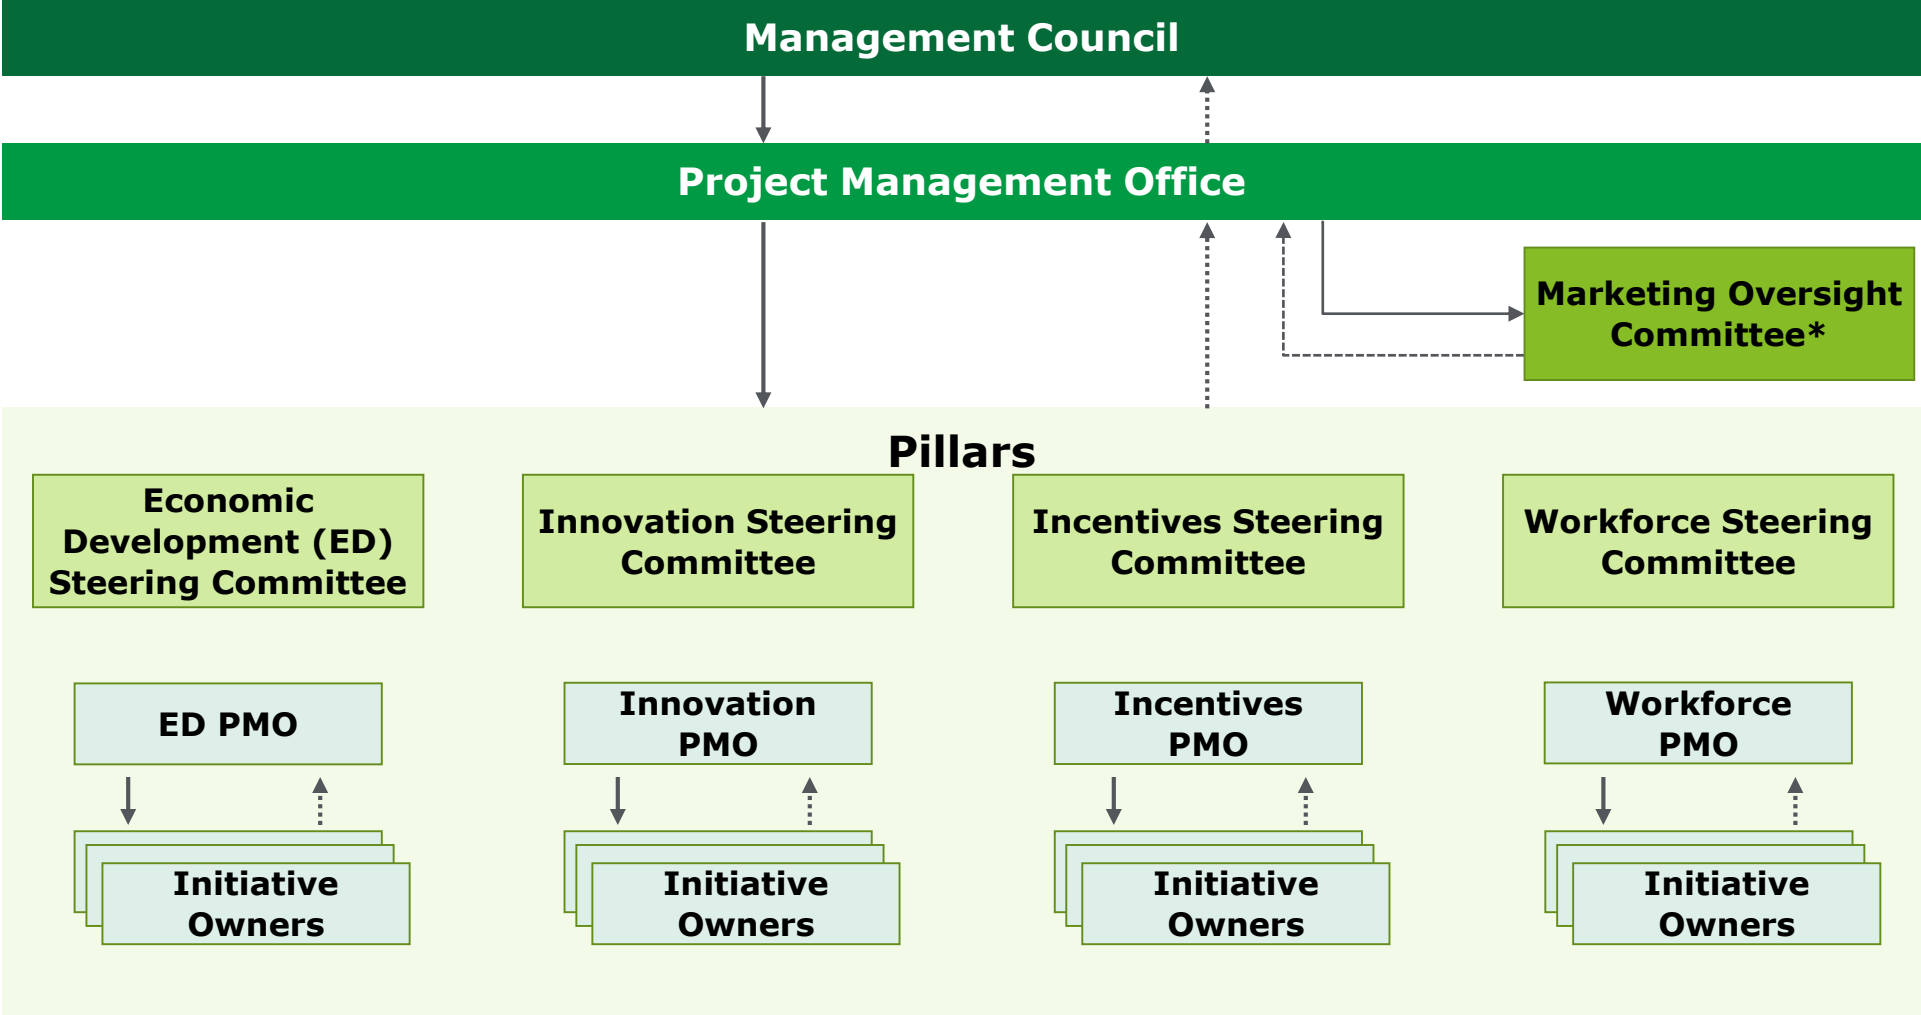 Management Council
Project Management Office
Marketing Oversight
Committee*
Pillars
Economic
Development (ED)
Steering Committee
Innovation Steering
Committee
Incentives Steering
Committee
Workforce Steering
Committee
ED PMO
Innovation
PMO
Incentives
PMO
Workforce
PMO
Initiative
Owners
Initiative
Owners
Initiative
Owners
Initiative
Owners